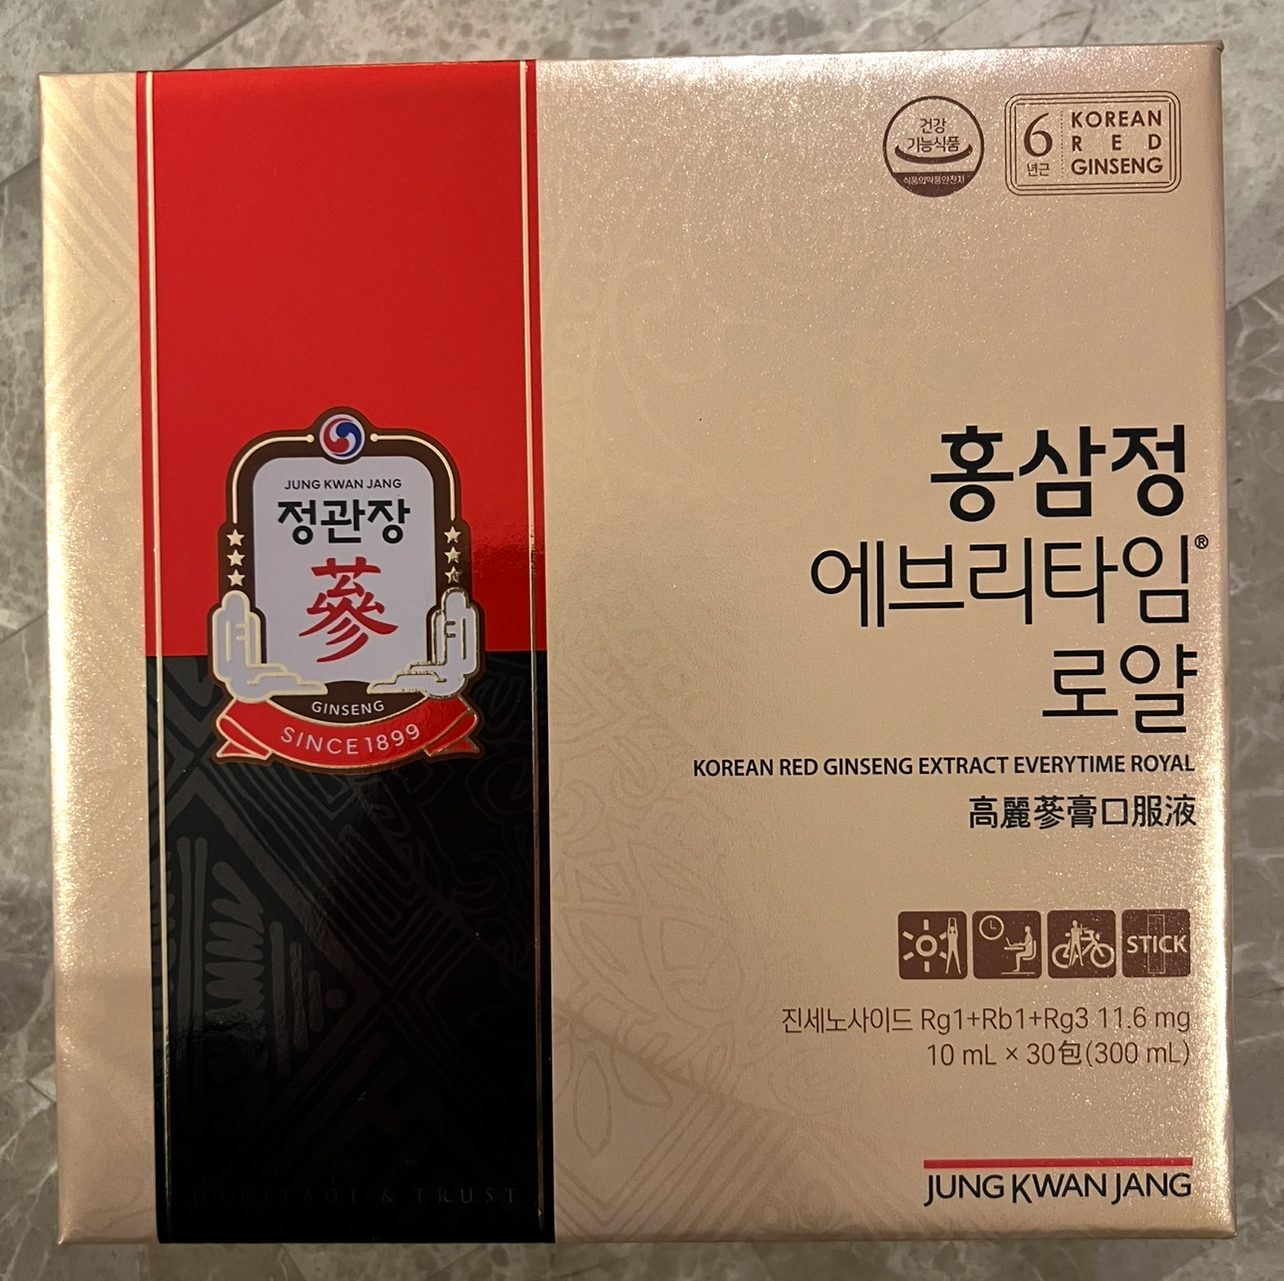 건강
기능식품
식품의약품안전처
6
년근
KOREAN
RED
GINSENG
JUNG KWAN JANG
정관장
蔘
GINSENG
SINCE 1899
홍삼정
에브리타임®
로얄
KOREAN RED GINSENG EXTRACT EVERYTIME ROYAL
高麗蔘膏口服液
STICK
진세노사이드 Rg1+Rb1+Rg3 11.6 mg
10 mL × 30包(300 mL)
HERITAGE & TRUST
JUNG KWAN JANG